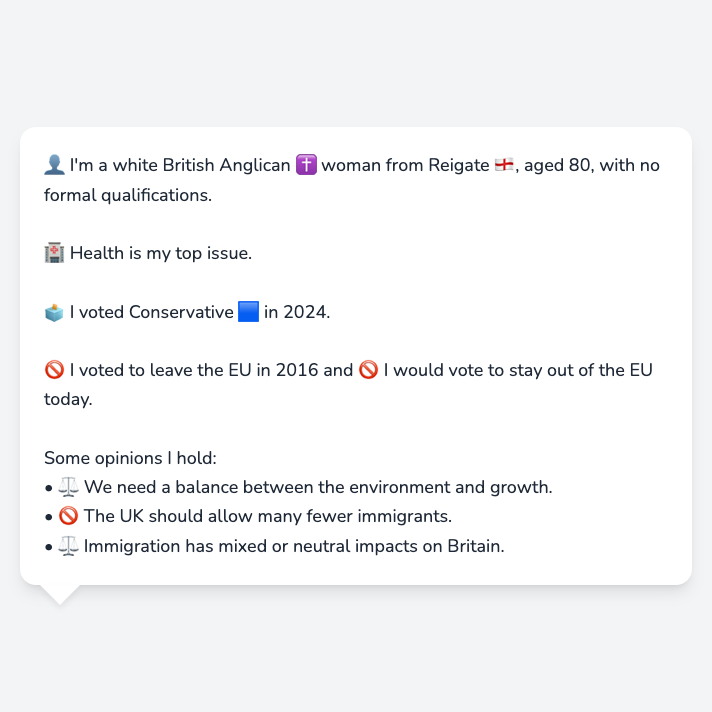 👤 I'm a white British Anglican ✝️ woman from Reigate 🏴󠁧󠁢󠁥󠁮󠁧󠁿, aged 80, with no
formal qualifications.
🏥 Health is my top issue.
🗳️ I voted Conservative 🟦 in 2024.
🚫 I voted to leave the EU in 2016 and 🚫 I would vote to stay out of the EU
today.
Some opinions I hold:
• ⚖️ We need a balance between the environment and growth.
• 🚫 The UK should allow many fewer immigrants.
• ⚖️ Immigration has mixed or neutral impacts on Britain.